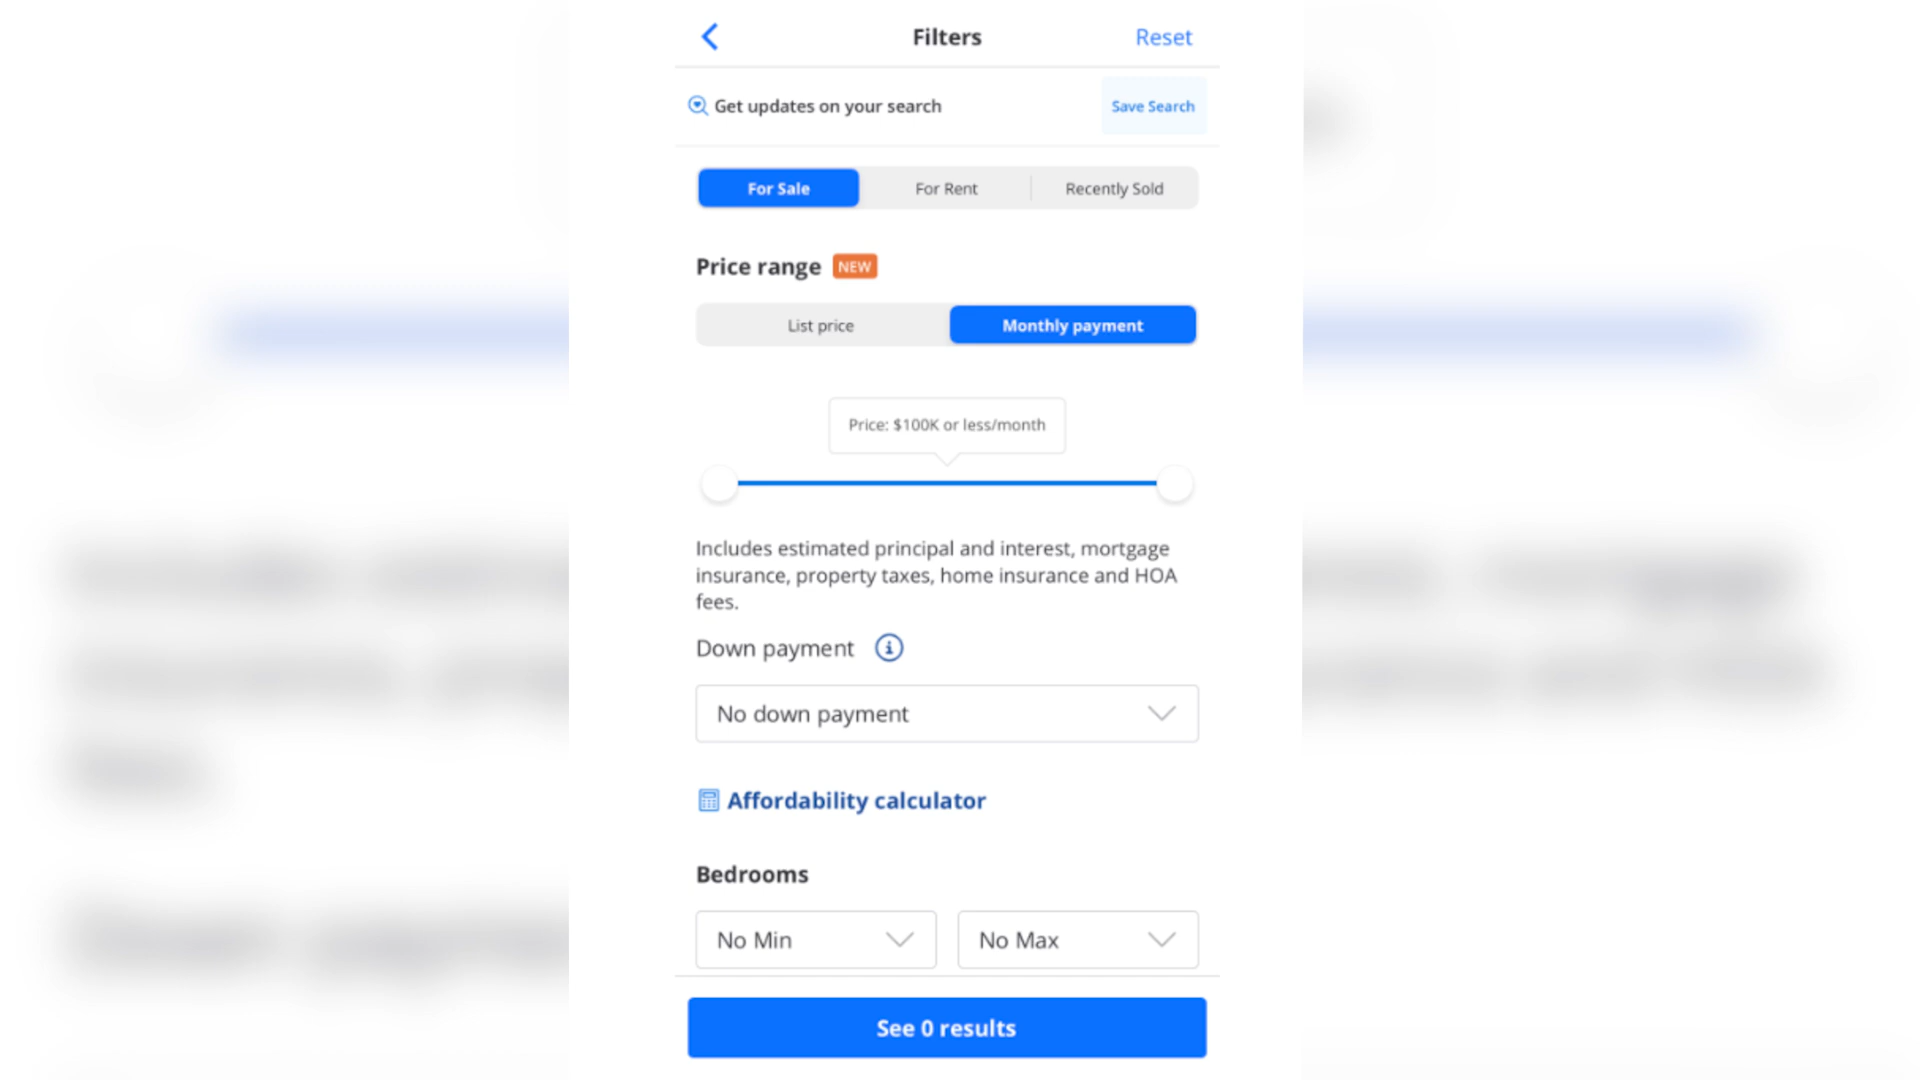 Filters
Reset
Get updates on your search
Save Search
For Sale
For Rent
Recently Sold
Price range NEW
List price
Monthly payment
Price: $100K or less/month
Includes estimated principal and interest, mortgage
insurance, property taxes, home insurance and HOA
fees.
Down payment
No down payment
Affordability calculator
Bedrooms
No Min
No Max
See 0 results